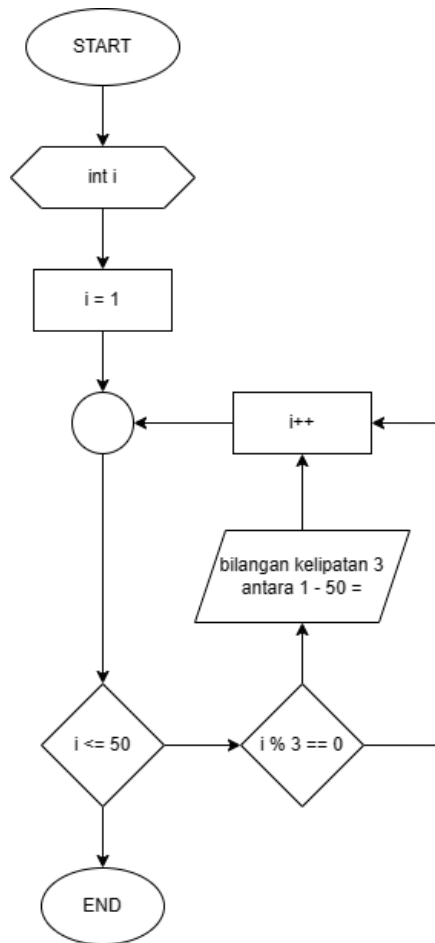 START
int i
i = 1
i++
bilangan kelipatan 3
antara 1 - 50 =
i <= 50
i % 3 == 0
END